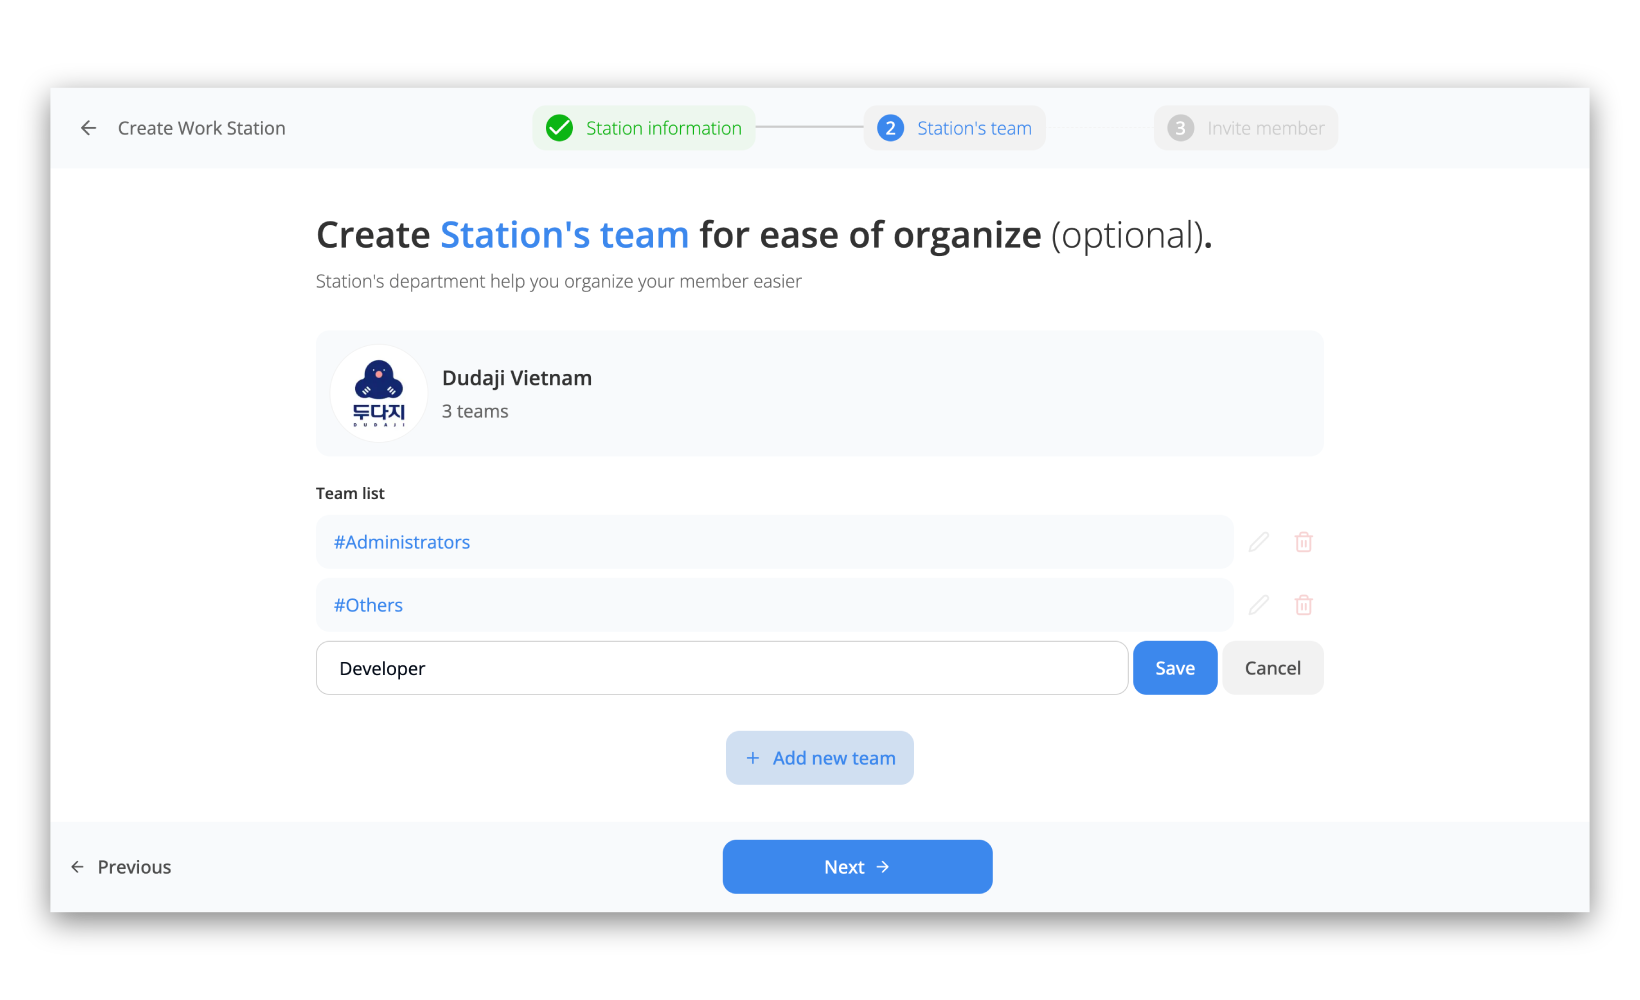 Create Work Station
Station information
2 Station's team
3 Invite member
Create Station's team for ease of organize (optional).
Station's department help you organize your member easier
두다지
DUDAJI
Dudaji Vietnam
3 teams
Team list
#Administrators
#Others
Developer
Save
Cancel
+ Add new team
Previous
Next